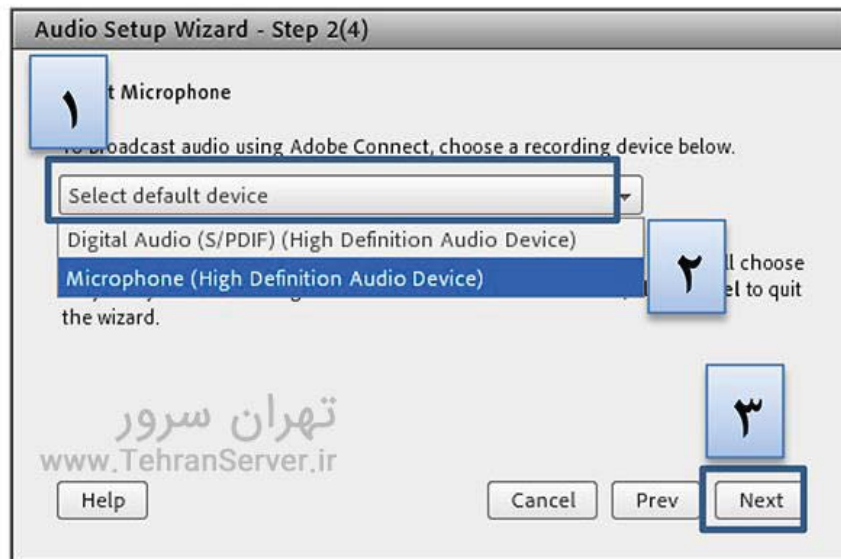 Audio Setup Wizard - Step 2(4)
۱
t Microphone
To broadcast audio using Adobe Connect, choose a recording device below.
Select default device
Digital Audio (S/PDIF) (High Definition Audio Device)
۲
ll choose
Microphone (High Definition Audio Device)
el to quit
the wizard.
تهران سرور
www.TehranServer.ir
۳
Help
Cancel
Prev
Next